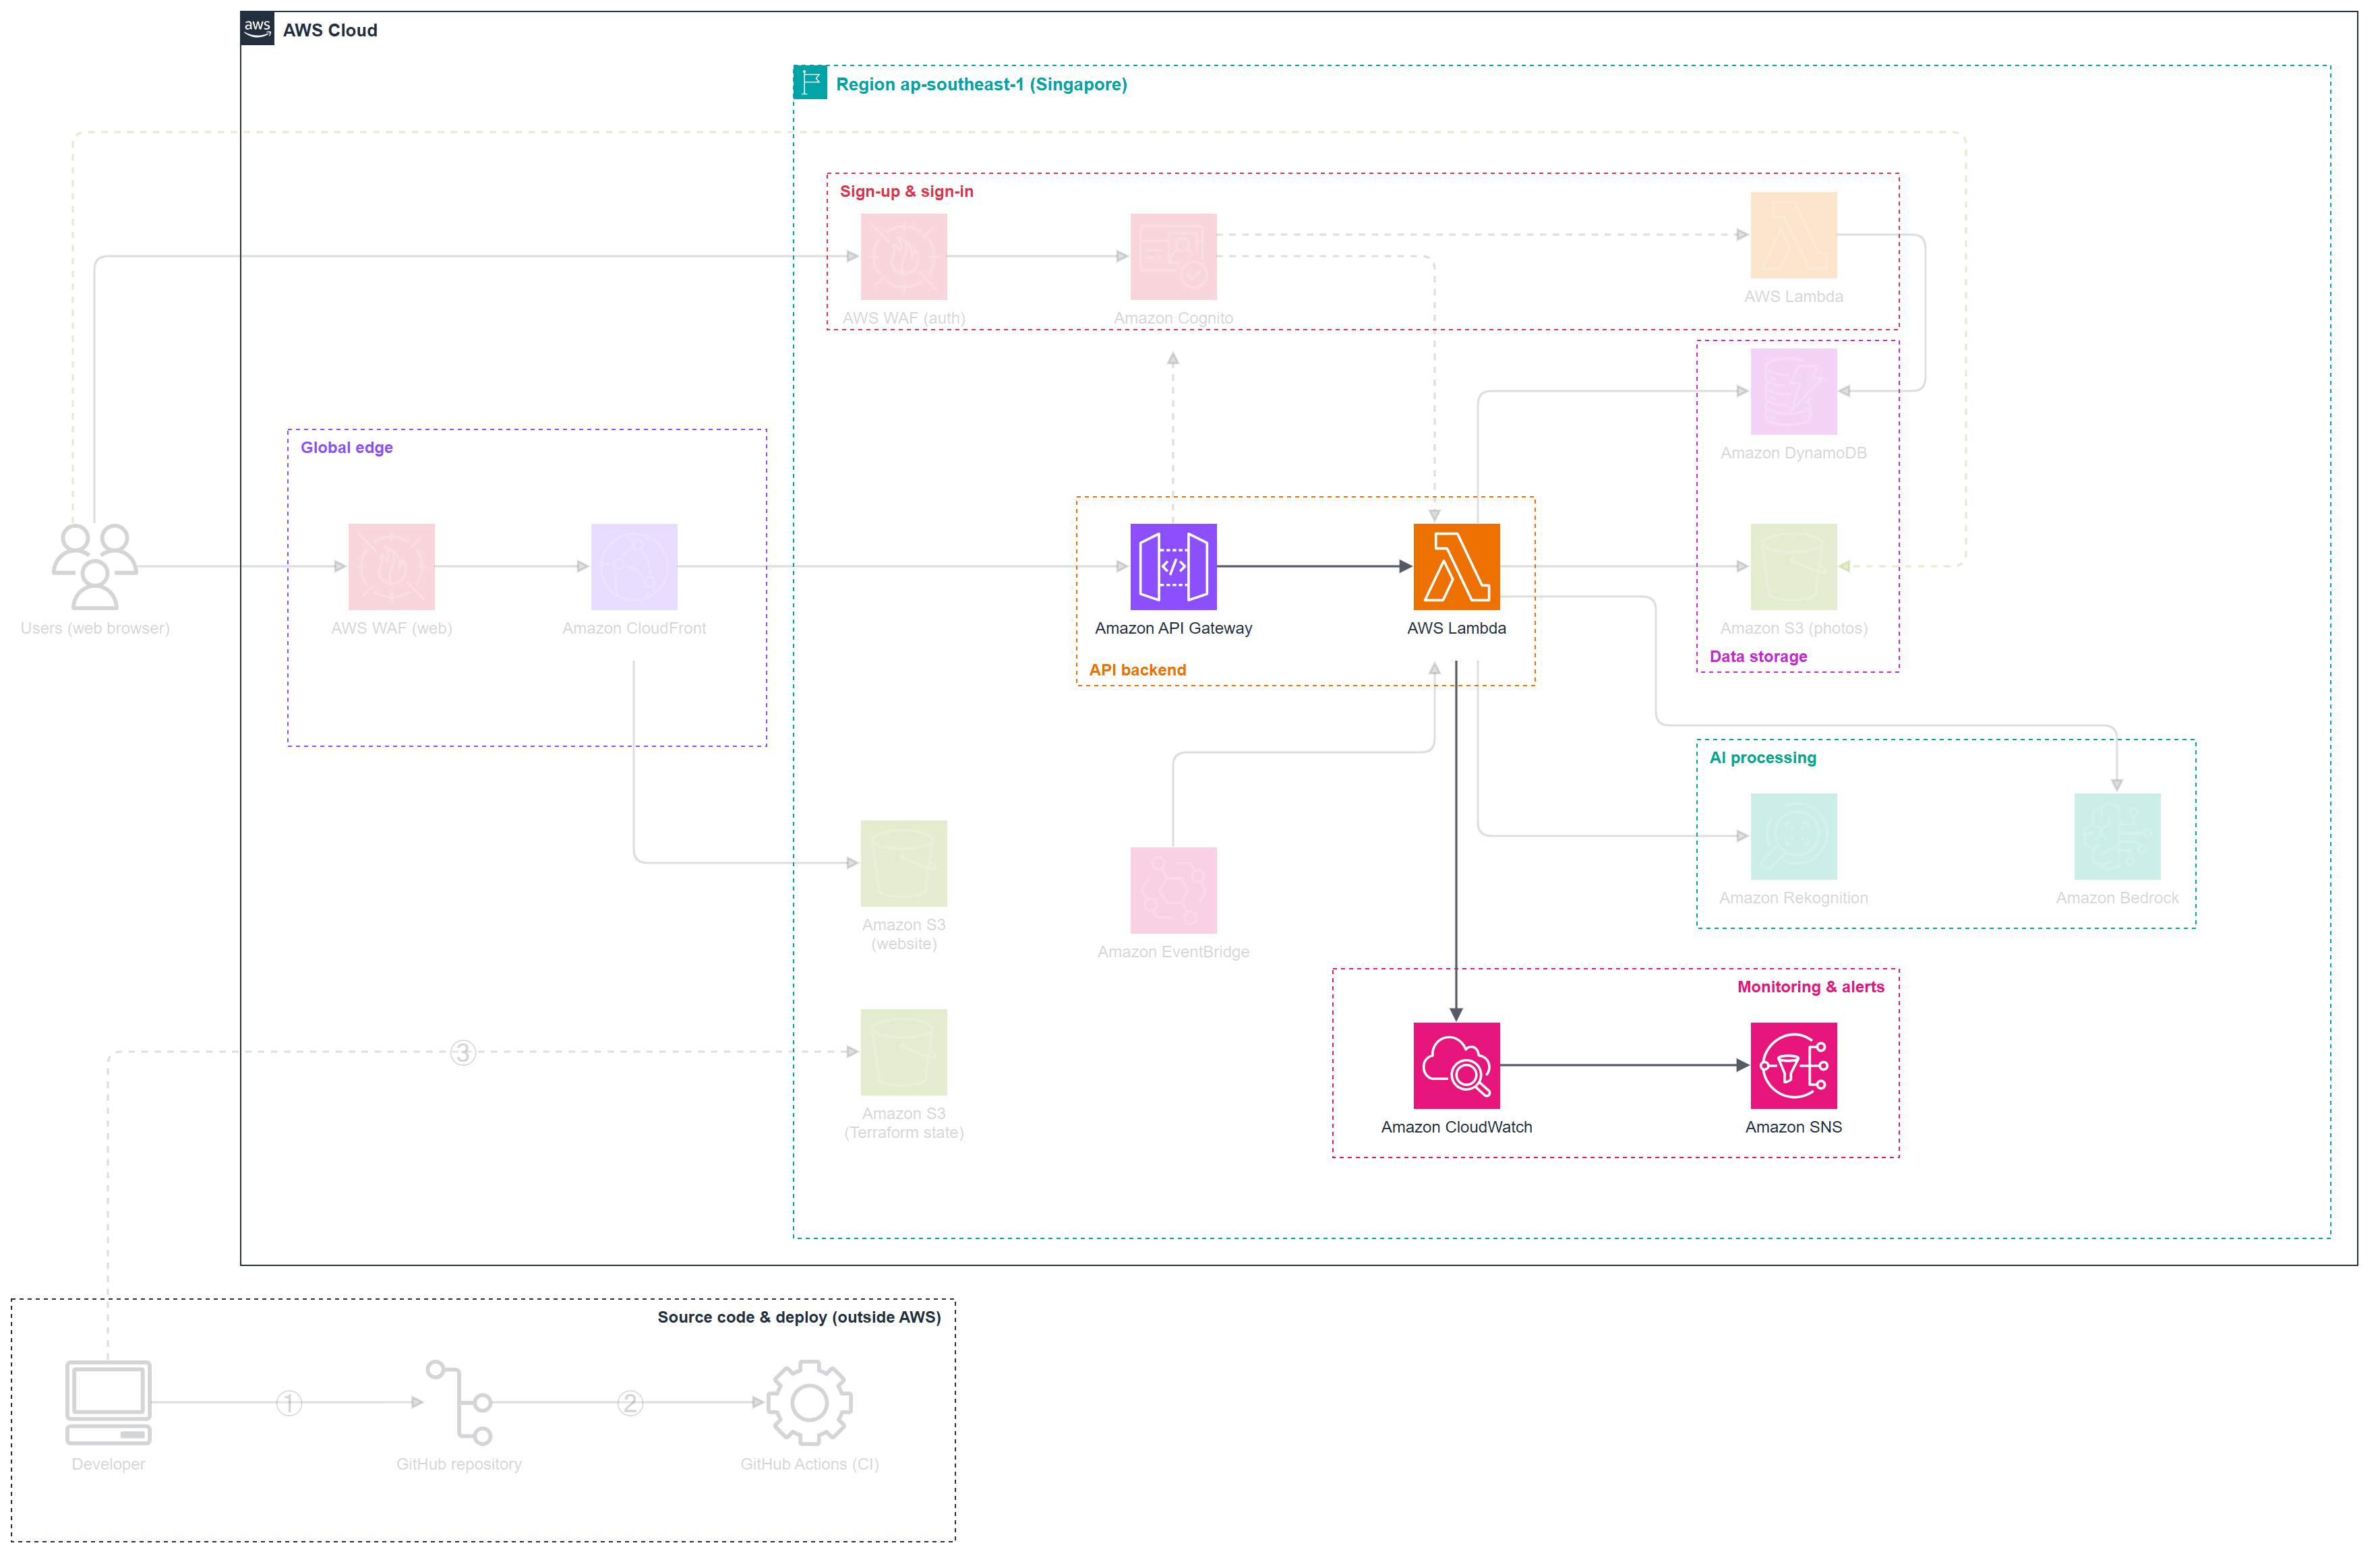 aws
AWS Cloud
Region ap-southeast-1 (Singapore)
Sign-up & sign-in
AWS WAF (auth)
Amazon Cognito
AWS Lambda
Global edge
Amazon DynamoDB
Users (web browser)
AWS WAF (web)
Amazon CloudFront
Amazon API Gateway
AWS Lambda
Amazon S3 (photos)
API backend
Data storage
AI processing
Amazon Rekognition
Amazon Bedrock
Amazon S3
(website)
Amazon EventBridge
Monitoring & alerts
③
Amazon S3
(Terraform state)
Amazon CloudWatch
Amazon SNS
Source code & deploy (outside AWS)
①
②
Developer
GitHub repository
GitHub Actions (CI)